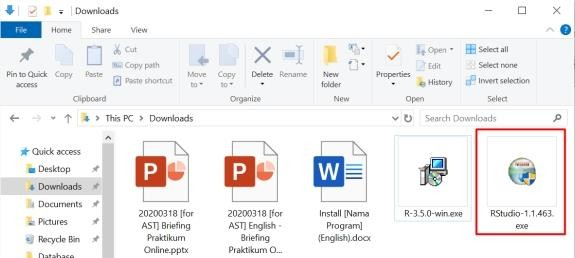 Downloads
File Home Share View
Pin to Quick access
Copy
Paste
Cut
Copy path
Paste shortcut
Clipboard
Move to
Copy to
Delete
Rename
Organize
New folder
New
Properties
Open
Edit
History
Open
Select all
Select none
Invert selection
Select
This PC > Downloads
Search Downloads
Quick access
Desktop
Downloads
Documents
Pictures
Recycle Bin
Database
20200318 [for
AST] Briefing
Praktikum
Online.pptx
20200318 [for
AST] English -
Briefing
Praktikum O...
Install [Nama
Program]
(English).docx
R-3.5.0-win.exe
RStudio-1.1.463.
exe